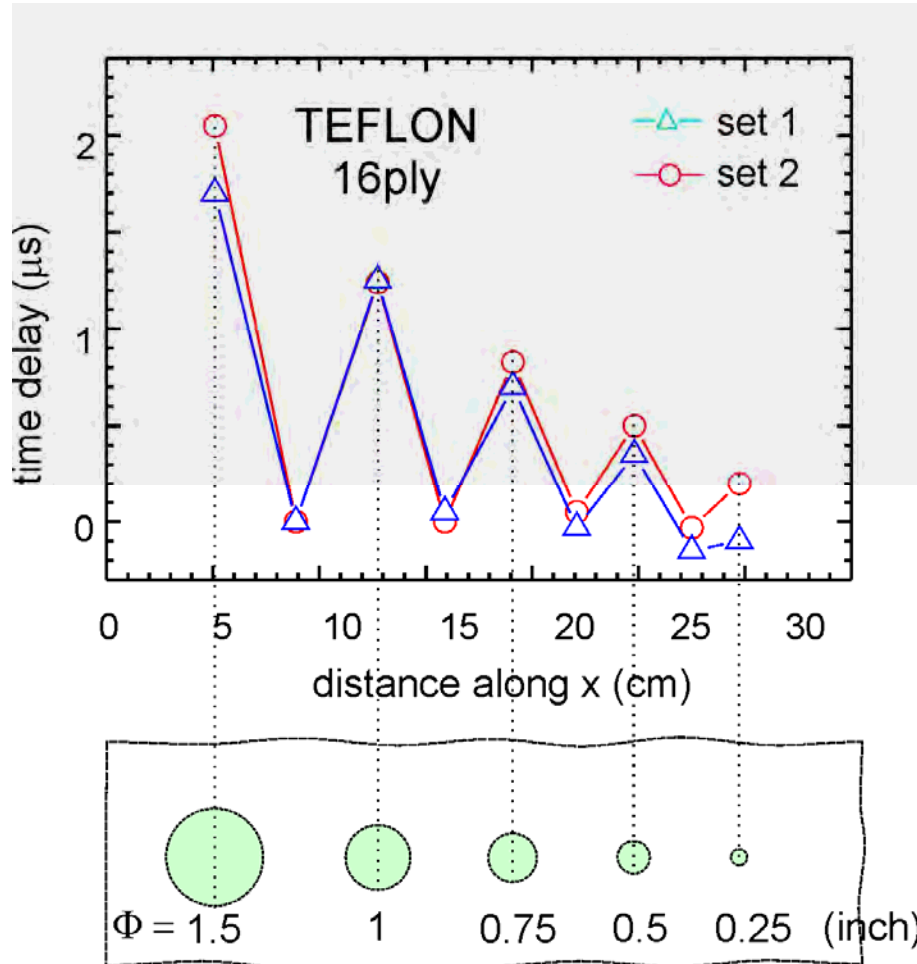 TEFLON
16ply
set 1
set 2
time delay (μs)
2
1
0
0 5 10 15 20 25 30
distance along x (cm)
Φ = 1.5 1 0.75 0.5 0.25 (inch)